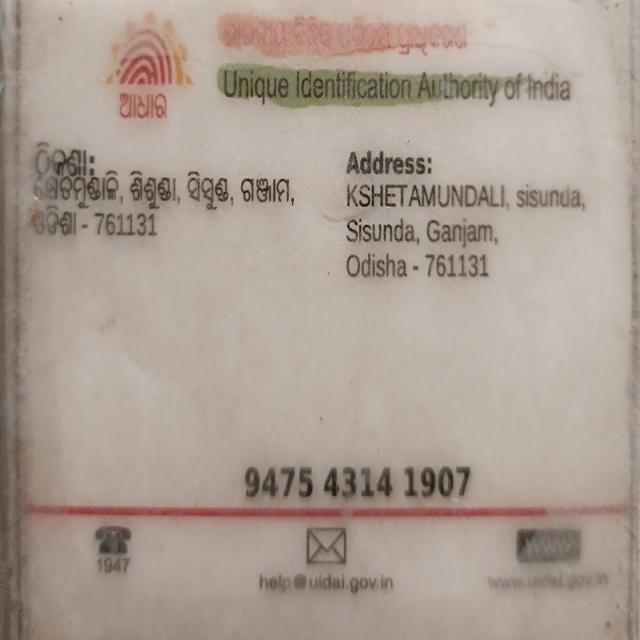 ଆଧାର
Unique Identification Authority of India
ଠିକଣା:
କ୍ଷେତମୁଣ୍ଡଳି, ଶିଶୁଣ୍ଡା, ସିସୁଣ୍ଡ, ଗଞ୍ଜାମ,
ଓଡିଶା - 761131
Address:
KSHETAMUNDALI, sisunda,
Sisunda, Ganjam,
Odisha - 761131
9475 4314 1907
1947
help@uidai.gov.in
www.uidai.gov.in